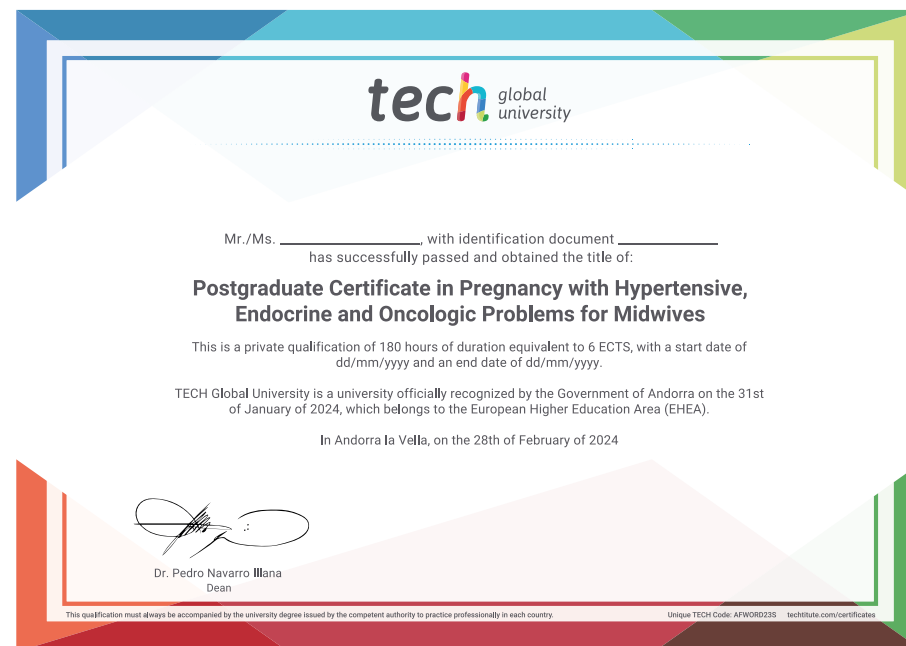 tech global university
Mr./Ms. ____________________, with identification document ______________
has successfully passed and obtained the title of:
Postgraduate Certificate in Pregnancy with Hypertensive,
Endocrine and Oncologic Problems for Midwives
This is a private qualification of 180 hours of duration equivalent to 6 ECTS, with a start date of
dd/mm/yyyy and an end date of dd/mm/yyyy.
TECH Global University is a university officially recognized by the Government of Andorra on the 31st
of January of 2024, which belongs to the European Higher Education Area (EHEA).
In Andorra la Vella, on the 28th of February of 2024
Dr. Pedro Navarro Illana
Dean
This qualification must always be accompanied by the university degree issued by the competent authority to practice professionally in each country.
Unique TECH Code: AFWORD23S techtitute.com/certificates